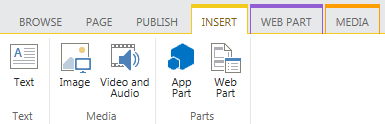 BROWSE PAGE PUBLISH INSERT WEB PART MEDIA
Text Image Video and Audio App Part Web Part
Text Media Parts